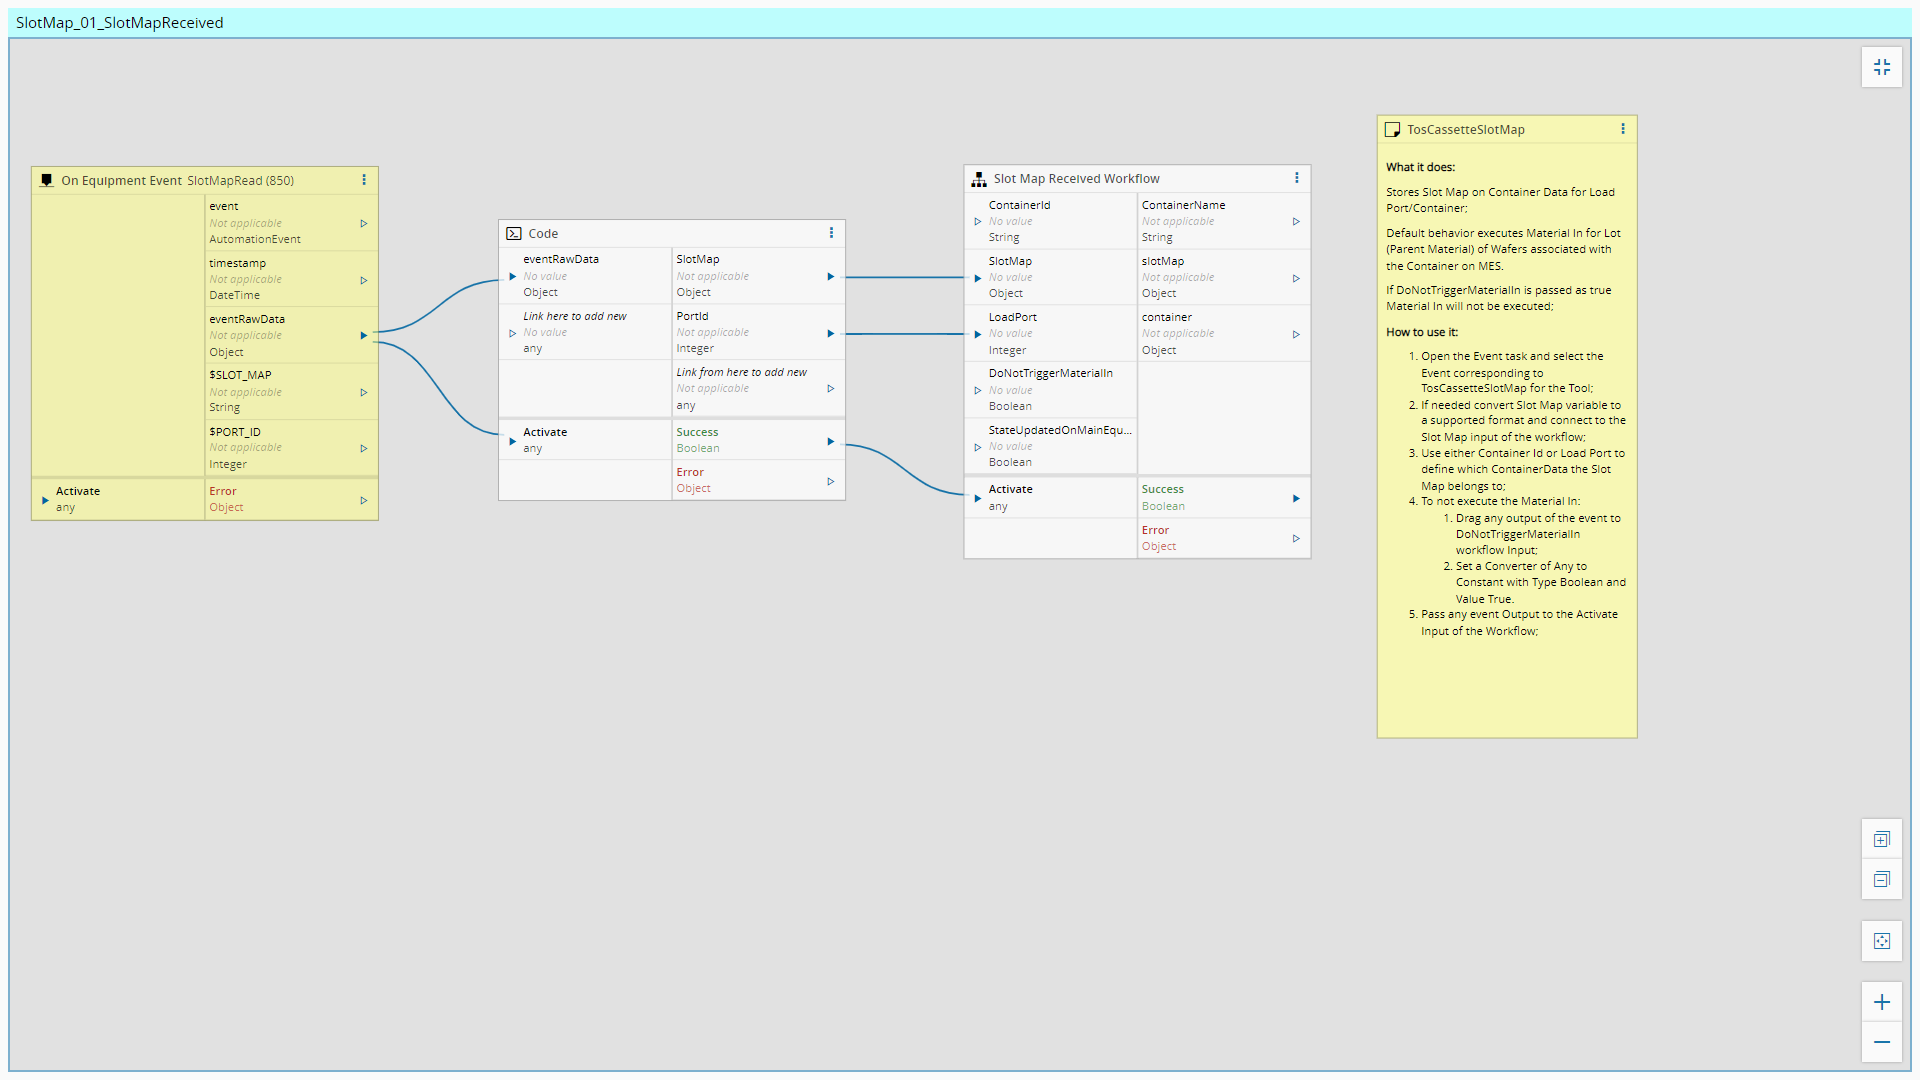 SlotMap_01_SlotMapReceived
On Equipment Event SlotMapRead (850)
event
Not applicable
AutomationEvent
timestamp
Not applicable
DateTime
eventRawData
Not applicable
Object
$SLOT_MAP
Not applicable
String
$PORT_ID
Not applicable
Integer
Activate
any
Error
Object
Code
eventRawData
No value
Object
Link here to add new
No value
any
SlotMap
Not applicable
Object
PortId
Not applicable
Integer
Link from here to add new
Not applicable
any
Activate
any
Success
Boolean
Error
Object
Slot Map Received Workflow
ContainerId
No value
String
SlotMap
No value
Object
LoadPort
No value
Integer
DoNotTriggerMaterialIn
No value
Boolean
StateUpdatedOnMainEqu...
No value
Boolean
ContainerName
Not applicable
String
slotMap
Not applicable
Object
container
Not applicable
Object
Activate
any
Success
Boolean
Error
Object
TosCassetteSlotMap
What it does:
Stores Slot Map on Container Data for Load
Port/Container;
Default behavior executes Material In for Lot
(Parent Material) of Wafers associated with
the Container on MES.
If DoNotTriggerMaterialIn is passed as true
Material In will not be executed;
How to use it:
1. Open the Event task and select the
Event corresponding to
TosCassetteSlotMap for the Tool;
2. If needed convert Slot Map variable to
a supported format and connect to the
Slot Map input of the workflow;
3. Use either Container Id or Load Port to
define which ContainerData the Slot
Map belongs to;
4. To not execute the Material In:
1. Drag any output of the event to
DoNotTriggerMaterialIn
workflow Input;
2. Set a Converter of Any to
Constant with Type Boolean and
Value True.
5. Pass any event Output to the Activate
Input of the Workflow;